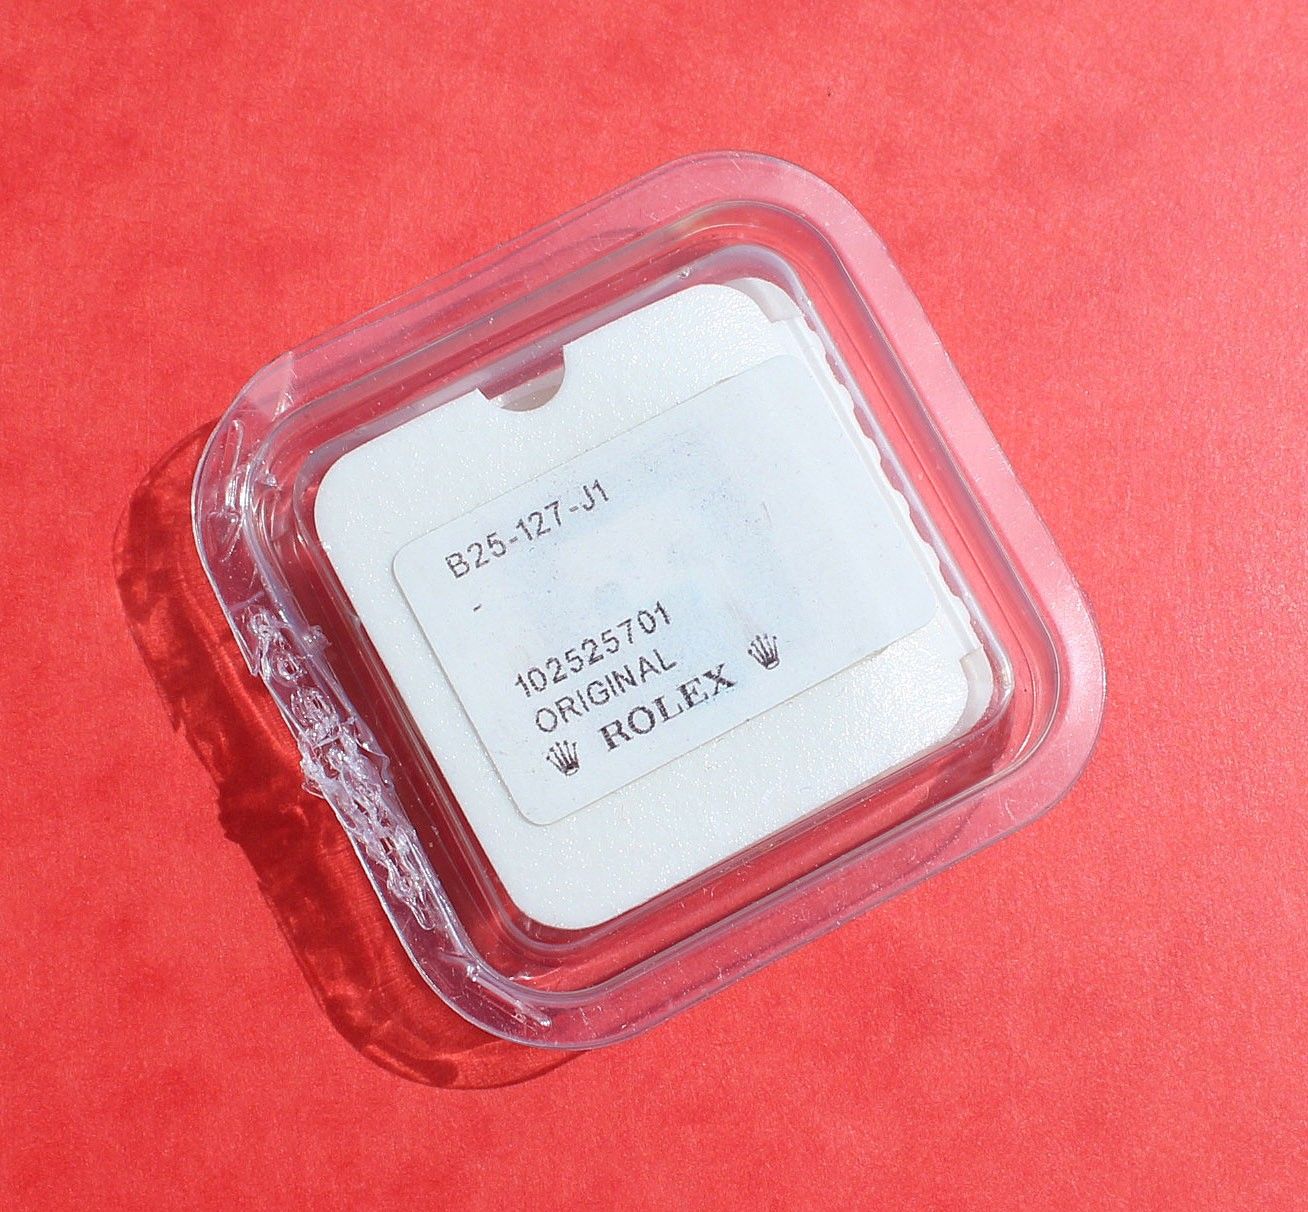 B25-127-J1
-
102525701
ORIGINAL
ROLEX